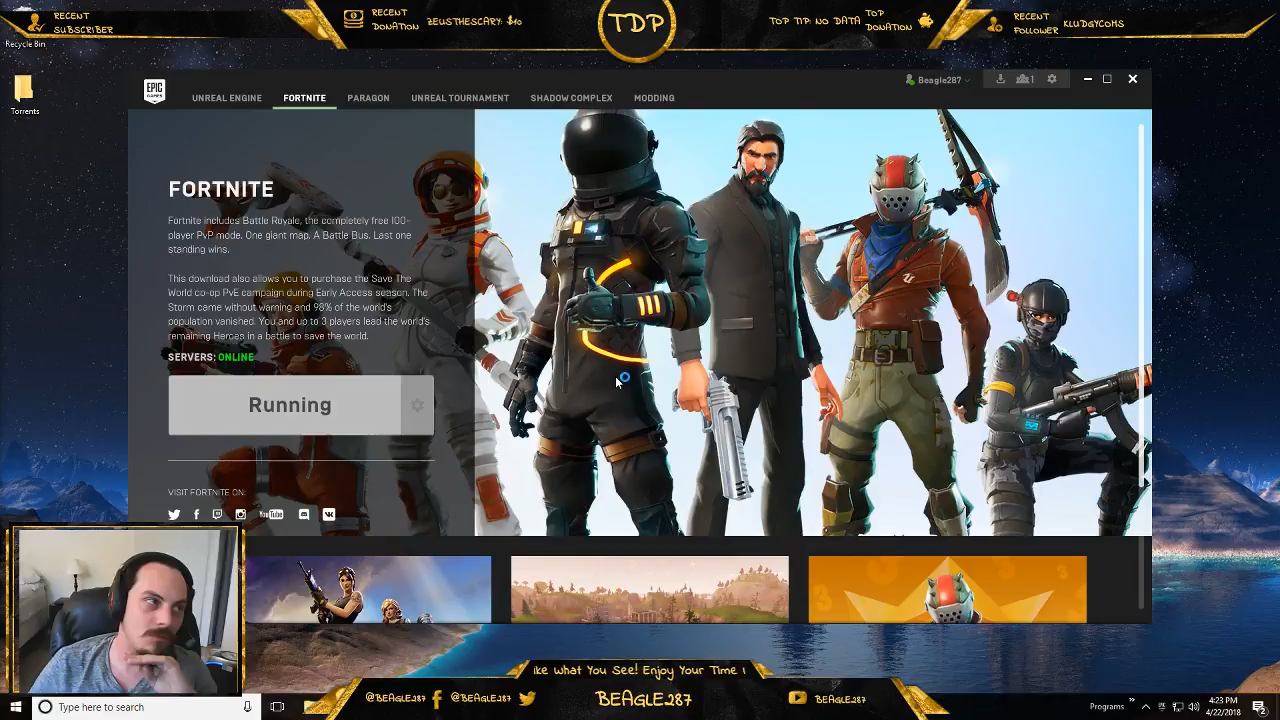 RECENT
SUBSCRIBER
RECENT
DONATION
ZEUSTHESCARY: $10
TDP
TOP TIP: NO DATA
TOP
DONATION
RECENT
FOLLOWER
KLUDGYCOMS
Recycle Bin
Torrents
EPIC
GAMES
UNREAL ENGINE
FORTNITE
PARAGON
UNREAL TOURNAMENT
SHADOW COMPLEX
MODDING
Beagle287
1
FORTNITE
Fortnite includes Battle Royale, the completely free 100-
player PvP mode. One giant map. A Battle Bus. Last one
standing wins.
This download also allows you to purchase the Save The
World co-op PvE campaign during Early Access season. The
Storm came without warning and 98% of the world's
population vanished. You and up to 3 players lead the world's
remaining Heroes in a battle to save the world.
SERVERS: ONLINE
Running
VISIT FORTNITE ON:
YouTube
ike What You See! Enjoy Your Time
@BEAGLE287
@BEAGLE287
BEAGLE287
BEAGLE287
Type here to search
Programs
4:23 PM
4/22/2018
2